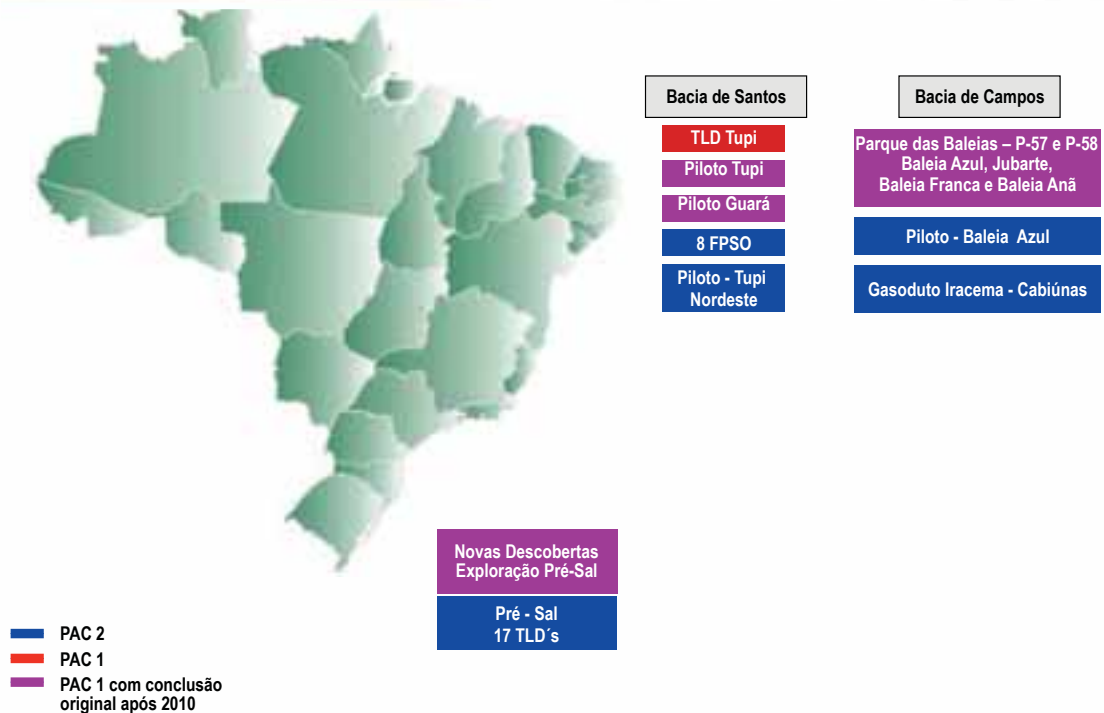 Bacia de Santos
TLD Tupi
Piloto Tupi
Piloto Guará
8 FPSO
Piloto - Tupi
Nordeste
Bacia de Campos
Parque das Baleias – P-57 e P-58
Baleia Azul, Jubarte,
Baleia Franca e Baleia Anã
Piloto - Baleia Azul
Gasoduto Iracema - Cabiúnas
Novas Descobertas
Exploração Pré-Sal
Pré - Sal
17 TLD´s
PAC 2
PAC 1
PAC 1 com conclusão
original após 2010